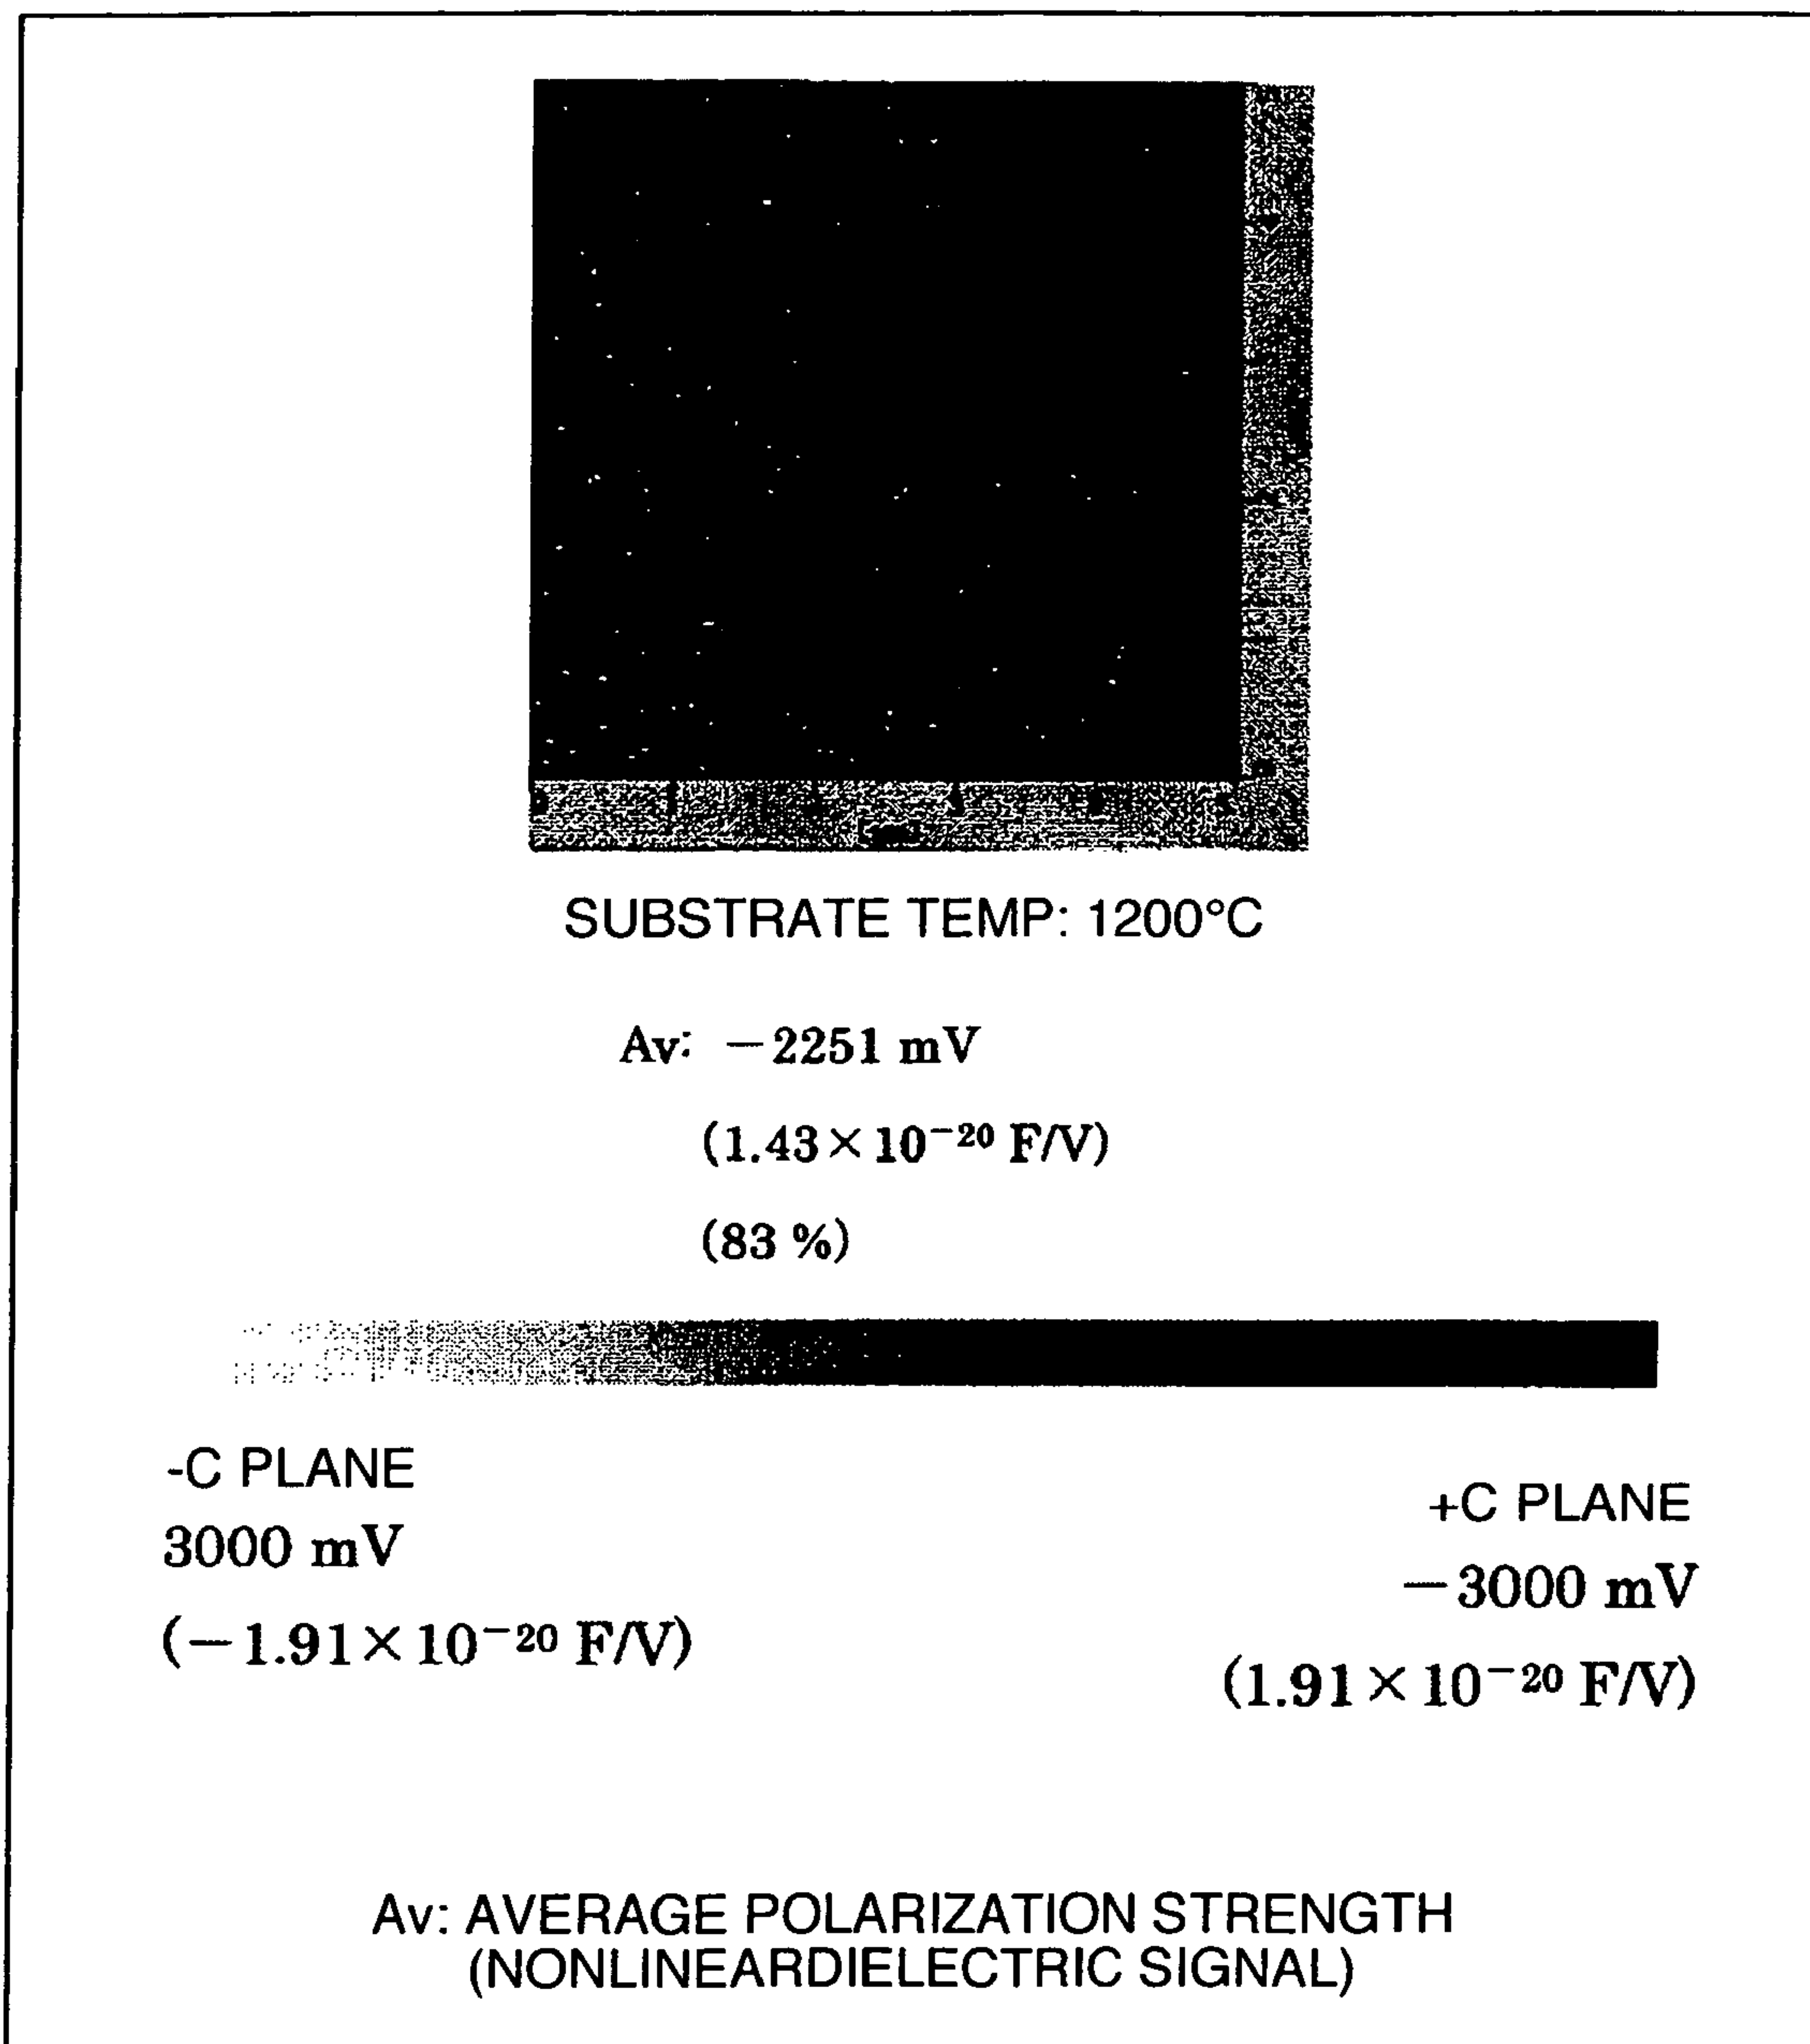 SUBSTRATE TEMP: 1200°C
Av: −2251 mV
(1.43×10⁻²⁰ F/V)
(83 %)
-C PLANE
3000 mV
(−1.91×10⁻²⁰ F/V)
+C PLANE
−3000 mV
(1.91×10⁻²⁰ F/V)
Av: AVERAGE POLARIZATION STRENGTH
(NONLINEARDIELECTRIC SIGNAL)